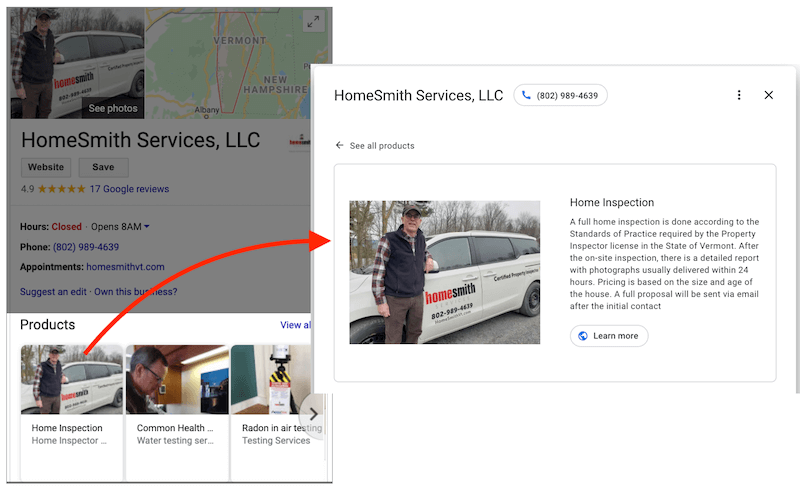 VERMONT
NEW
HAMPSHIRE
Albany
homesmith
Certified Property Inspector
802-989-4639
See photos
HomeSmith Services, LLC
Website
Save
4.9 ★★★★★ 17 Google reviews
Hours: Closed · Opens 8AM
Phone: (802) 989-4639
Appointments: homesmithvt.com
Suggest an edit · Own this business?
Products
View al
Home Inspection
Home Inspector ...
Common Health ...
Water testing ser...
Radon in air testing
Testing Services
HomeSmith Services, LLC
(802) 989-4639
See all products
homesmith
Certified Property Inspector
802-989-4639
HomeSmithVT.com
Home Inspection
A full home inspection is done according to the
Standards of Practice required by the Property
Inspector license in the State of Vermont. After
the on-site inspection, there is a detailed report
with photographs usually delivered within 24
hours. Pricing is based on the size and age of
the house. A full proposal will be sent via email
after the initial contact
Learn more